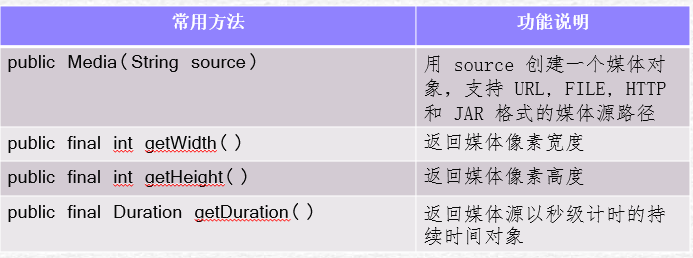 常用方法 功能说明
public Media(String source) 用 source 创建一个媒体对
象，支持 URL, FILE, HTTP
和 JAR 格式的媒体源路径
public final int getWidth() 返回媒体像素宽度
public final int getHeight() 返回媒体像素高度
public final Duration getDuration() 返回媒体源以秒级计时的持
续时间对象